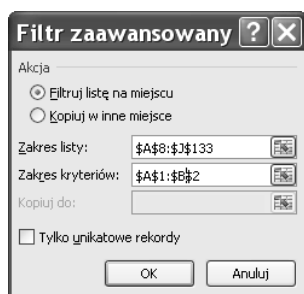 Filtr zaawansowany
Akcja
Filtruj listę na miejscu
Kopiuj w inne miejsce
Zakres listy: $A$8:$J$133
Zakres kryteriów: $A$1:$B$2
Kopiuj do:
Tylko unikatowe rekordy
OK Anuluj